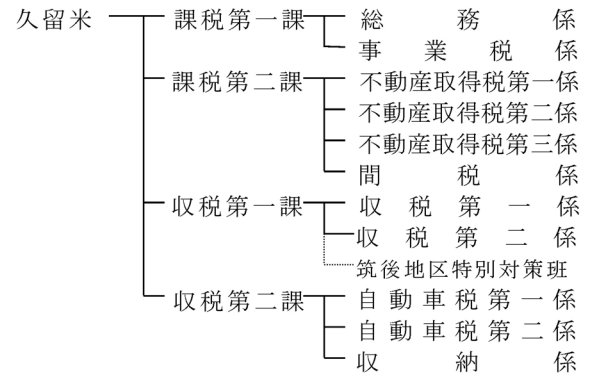 久留米 課税第一課 総務係
事業税係
課税第二課 不動産取得税第一係
不動産取得税第二係
不動産取得税第三係
間税係
収税第一課 収税第一係
収税第二係
筑後地区特別対策班
収税第二課 自動車税第一係
自動車税第二係
収納係